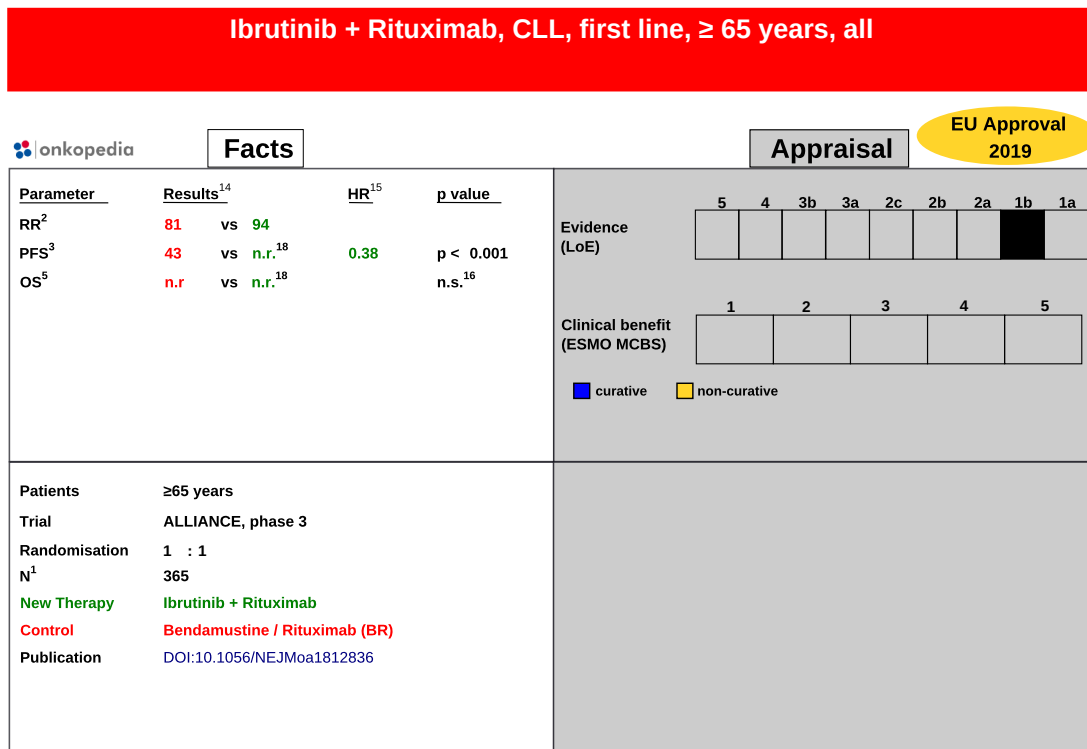 Ibrutinib + Rituximab, CLL, first line, ≥ 65 years, all
onkopedia
Facts
Appraisal
EU Approval
2019
Parameter Results14 HR15 p value
RR2 81 vs 94
PFS3 43 vs n.r.18 0.38 p < 0.001
OS5 n.r vs n.r.18 n.s.16
5 4 3b 3a 2c 2b 2a 1b 1a
Evidence
(LoE)
1 2 3 4 5
Clinical benefit
(ESMO MCBS)
curative non-curative
Patients ≥65 years
Trial ALLIANCE, phase 3
Randomisation 1 : 1
N1 365
New Therapy Ibrutinib + Rituximab
Control Bendamustine / Rituximab (BR)
Publication DOI:10.1056/NEJMoa1812836